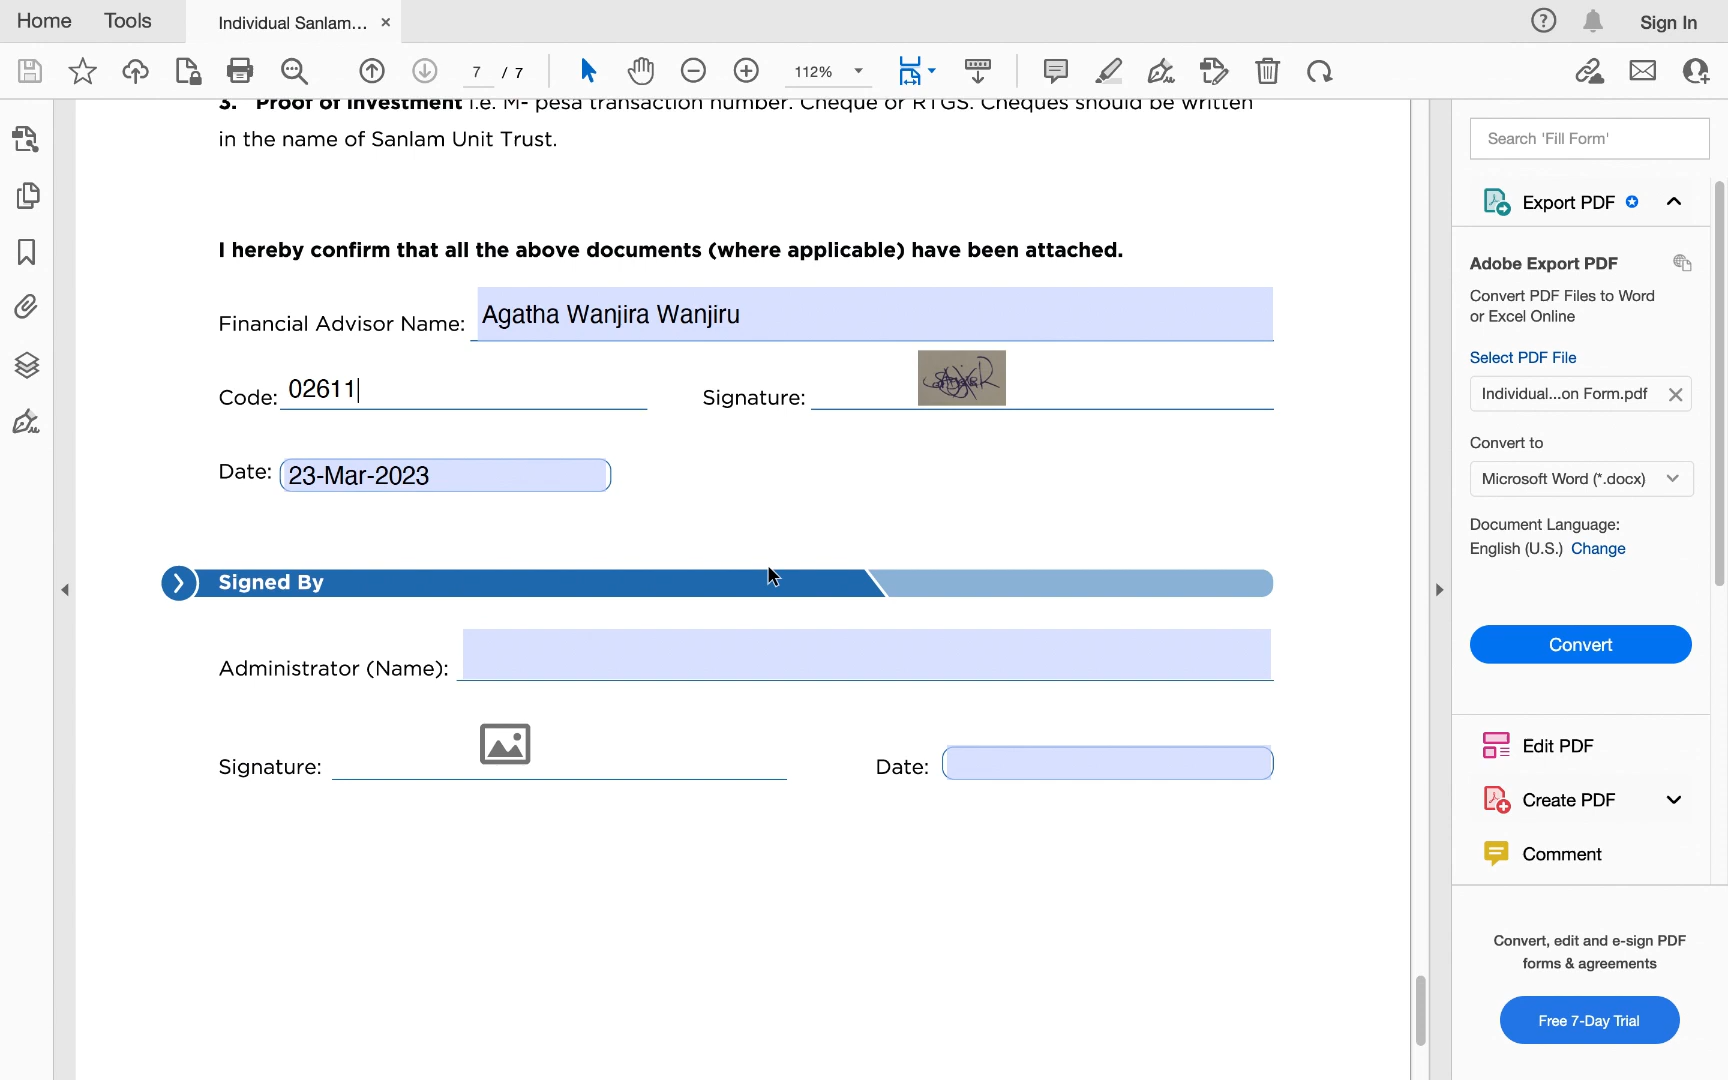 Home Tools Individual Sanlam... × Sign In
7 / 7 112%
3. Proof of Investment i.e. M- pesa transaction number. Cheque or RTGS. Cheques should be written
in the name of Sanlam Unit Trust.
I hereby confirm that all the above documents (where applicable) have been attached.
Financial Advisor Name: Agatha Wanjira Wanjiru
Code: 02611 Signature:
Date: 23-Mar-2023
Signed By
Administrator (Name):
Signature: Date:
Search 'Fill Form'
Export PDF
Adobe Export PDF
Convert PDF Files to Word
or Excel Online
Select PDF File
Individual...on Form.pdf
Convert to
Microsoft Word (*.docx)
Document Language:
English (U.S.) Change
Convert
Edit PDF
Create PDF
Comment
Convert, edit and e-sign PDF
forms & agreements
Free 7-Day Trial